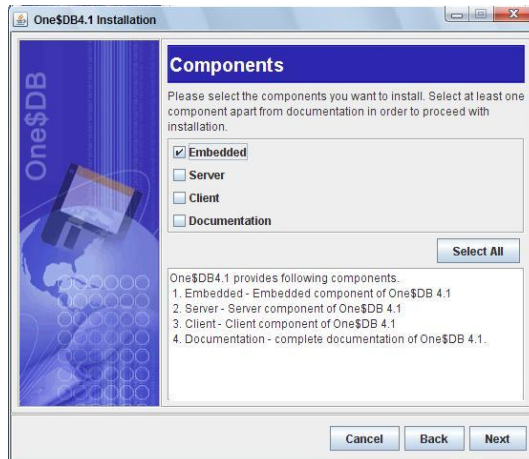 One$DB4.1 Installation
One$DB
Components
Please select the components you want to install. Select at least one
component apart from documentation in order to proceed with
installation.
Embedded
Server
Client
Documentation
Select All
One$DB4.1 provides following components.
1. Embedded - Embedded component of One$DB 4.1
2. Server - Server component of One$DB 4.1
3. Client - Client component of One$DB 4.1
4. Documentation - complete documentation of One$DB 4.1.
Cancel
Back
Next